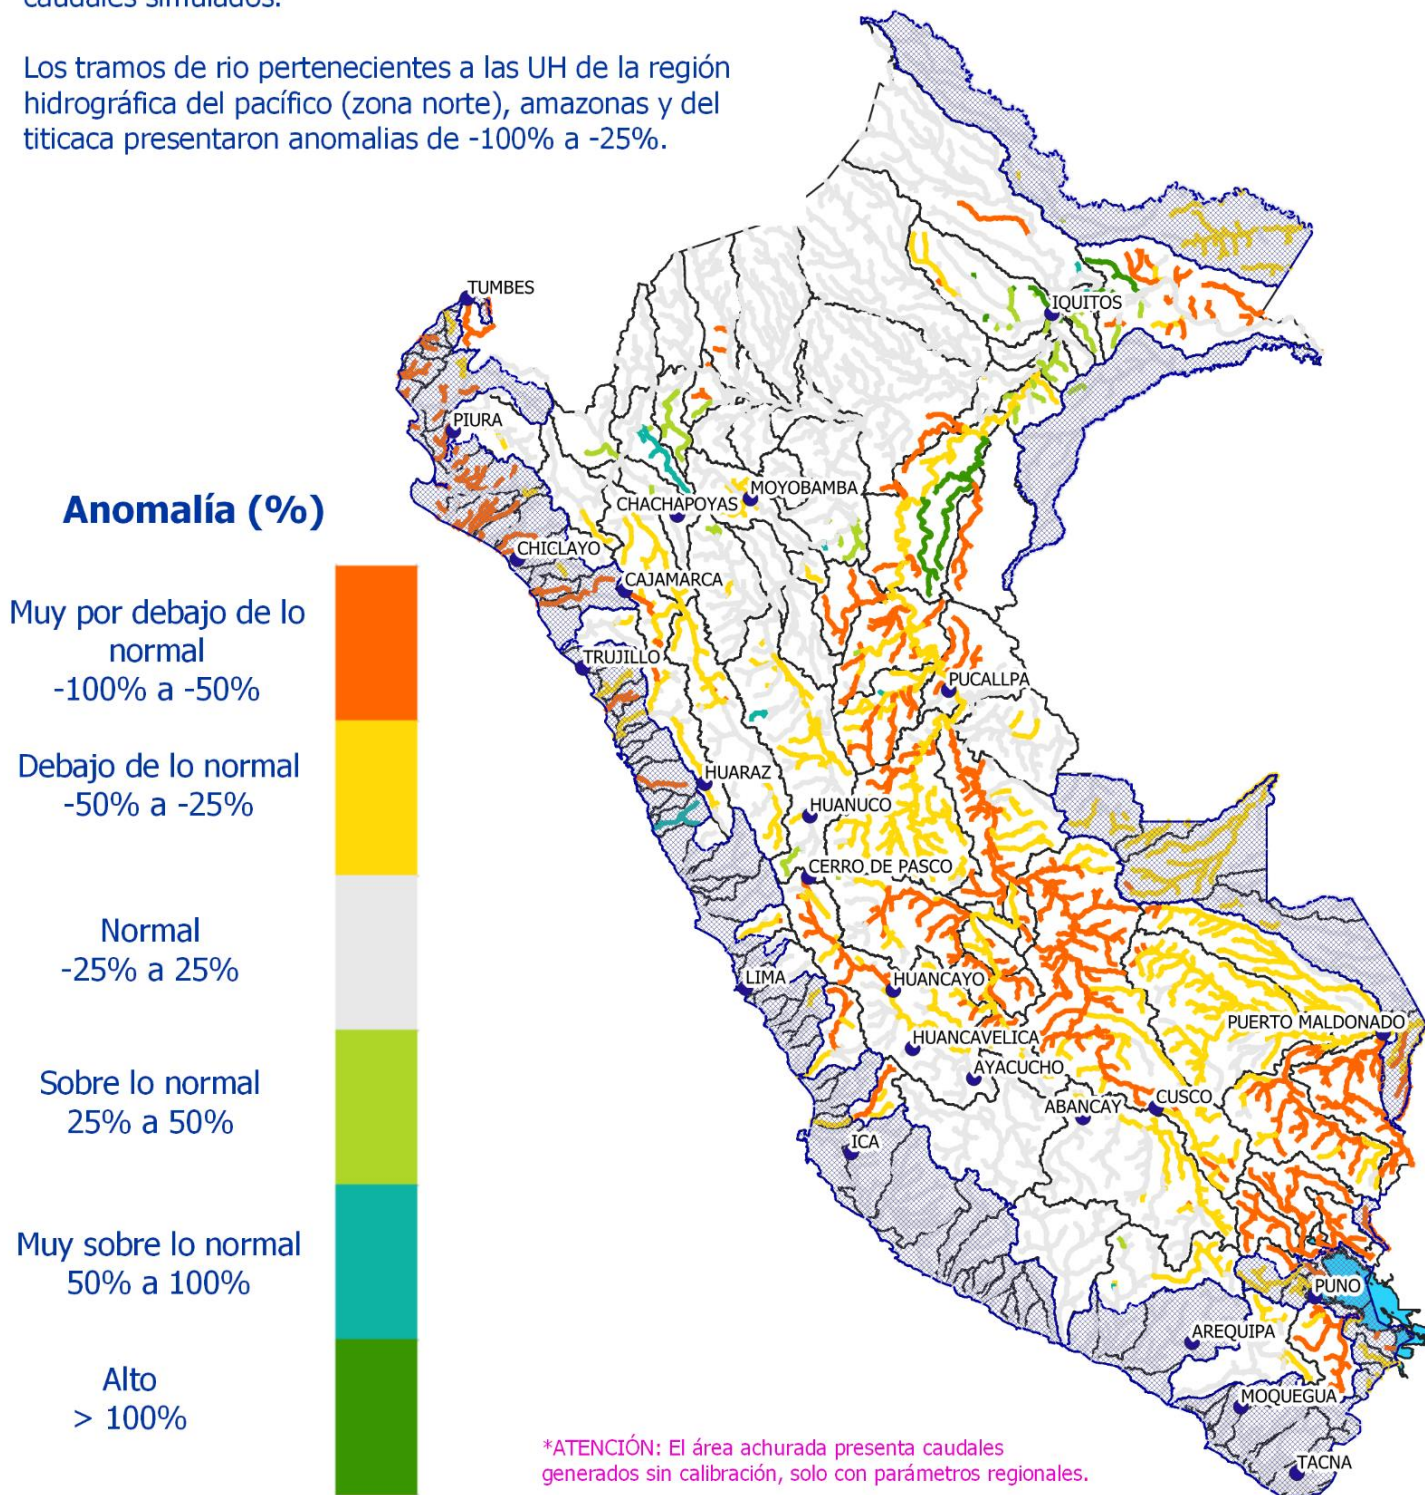 caudales simulados.
Los tramos de rio pertenecientes a las UH de la región
hidrográfica del pacífico (zona norte), amazonas y del
titicaca presentaron anomalias de -100% a -25%.
TUMBES
IQUITOS
PIURA
MOYOBAMBA
CHACHAPOYAS
CHICLAYO
CAJAMARCA
TRUJILLO
PUCALLPA
HUARAZ
HUANUCO
CERRO DE PASCO
LIMA
HUANCAYO
PUERTO MALDONADO
HUANCAVELICA
AYACUCHO
ABANCAY
CUSCO
ICA
PUNO
AREQUIPA
MOQUEGUA
TACNA
Anomalía (%)
Muy por debajo de lo
normal
-100% a -50%
Debajo de lo normal
-50% a -25%
Normal
-25% a 25%
Sobre lo normal
25% a 50%
Muy sobre lo normal
50% a 100%
Alto
> 100%
*ATENCIÓN: El área achurada presenta caudales
generados sin calibración, solo con parámetros regionales.